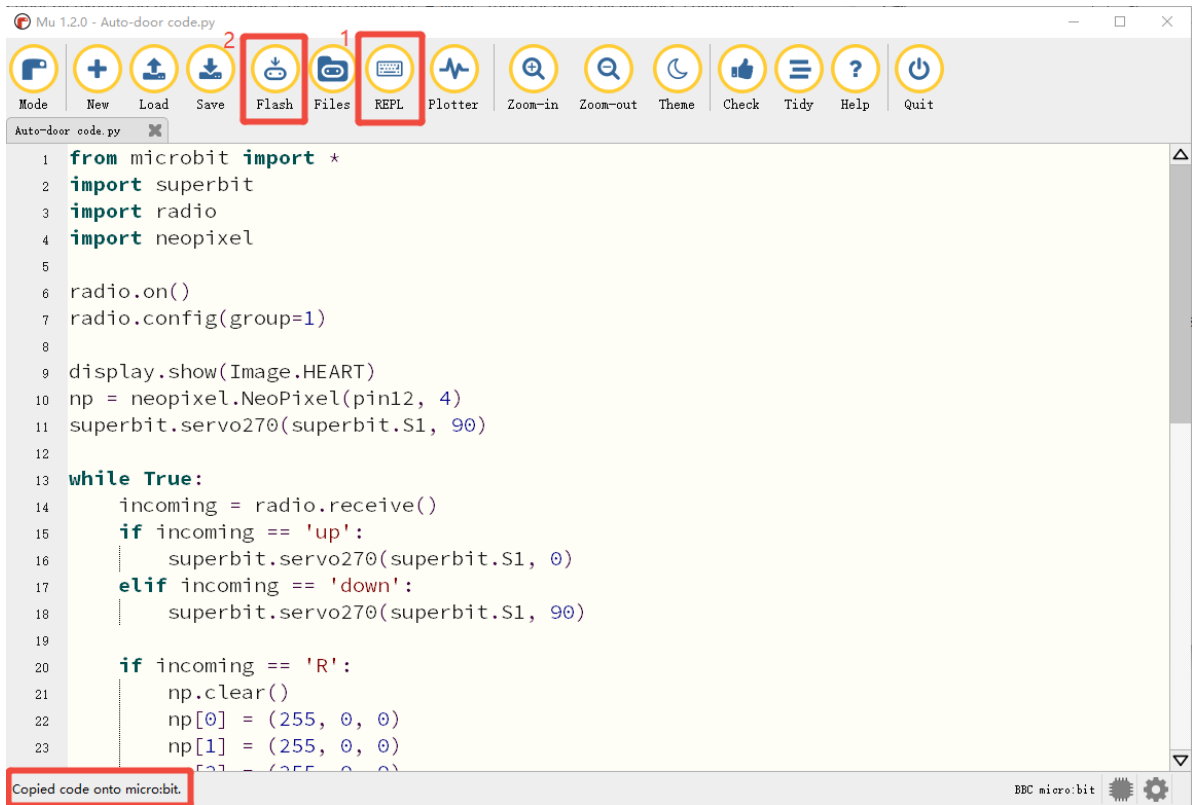 Mu 1.2.0 - Auto-door code.py
2 1
Mode New Load Save Flash Files REPL Plotter Zoom-in Zoom-out Theme Check Tidy Help Quit
Auto-door code.py
1 from microbit import *
2 import superbit
3 import radio
4 import neopixel
5
6 radio.on()
7 radio.config(group=1)
8
9 display.show(Image.HEART)
10 np = neopixel.NeoPixel(pin12, 4)
11 superbit.servo270(superbit.S1, 90)
12
13 while True:
14     incoming = radio.receive()
15     if incoming == 'up':
16         superbit.servo270(superbit.S1, 0)
17     elif incoming == 'down':
18         superbit.servo270(superbit.S1, 90)
19
20     if incoming == 'R':
21         np.clear()
22         np[0] = (255, 0, 0)
23         np[1] = (255, 0, 0)
Copied code onto micro:bit. BBC micro:bit